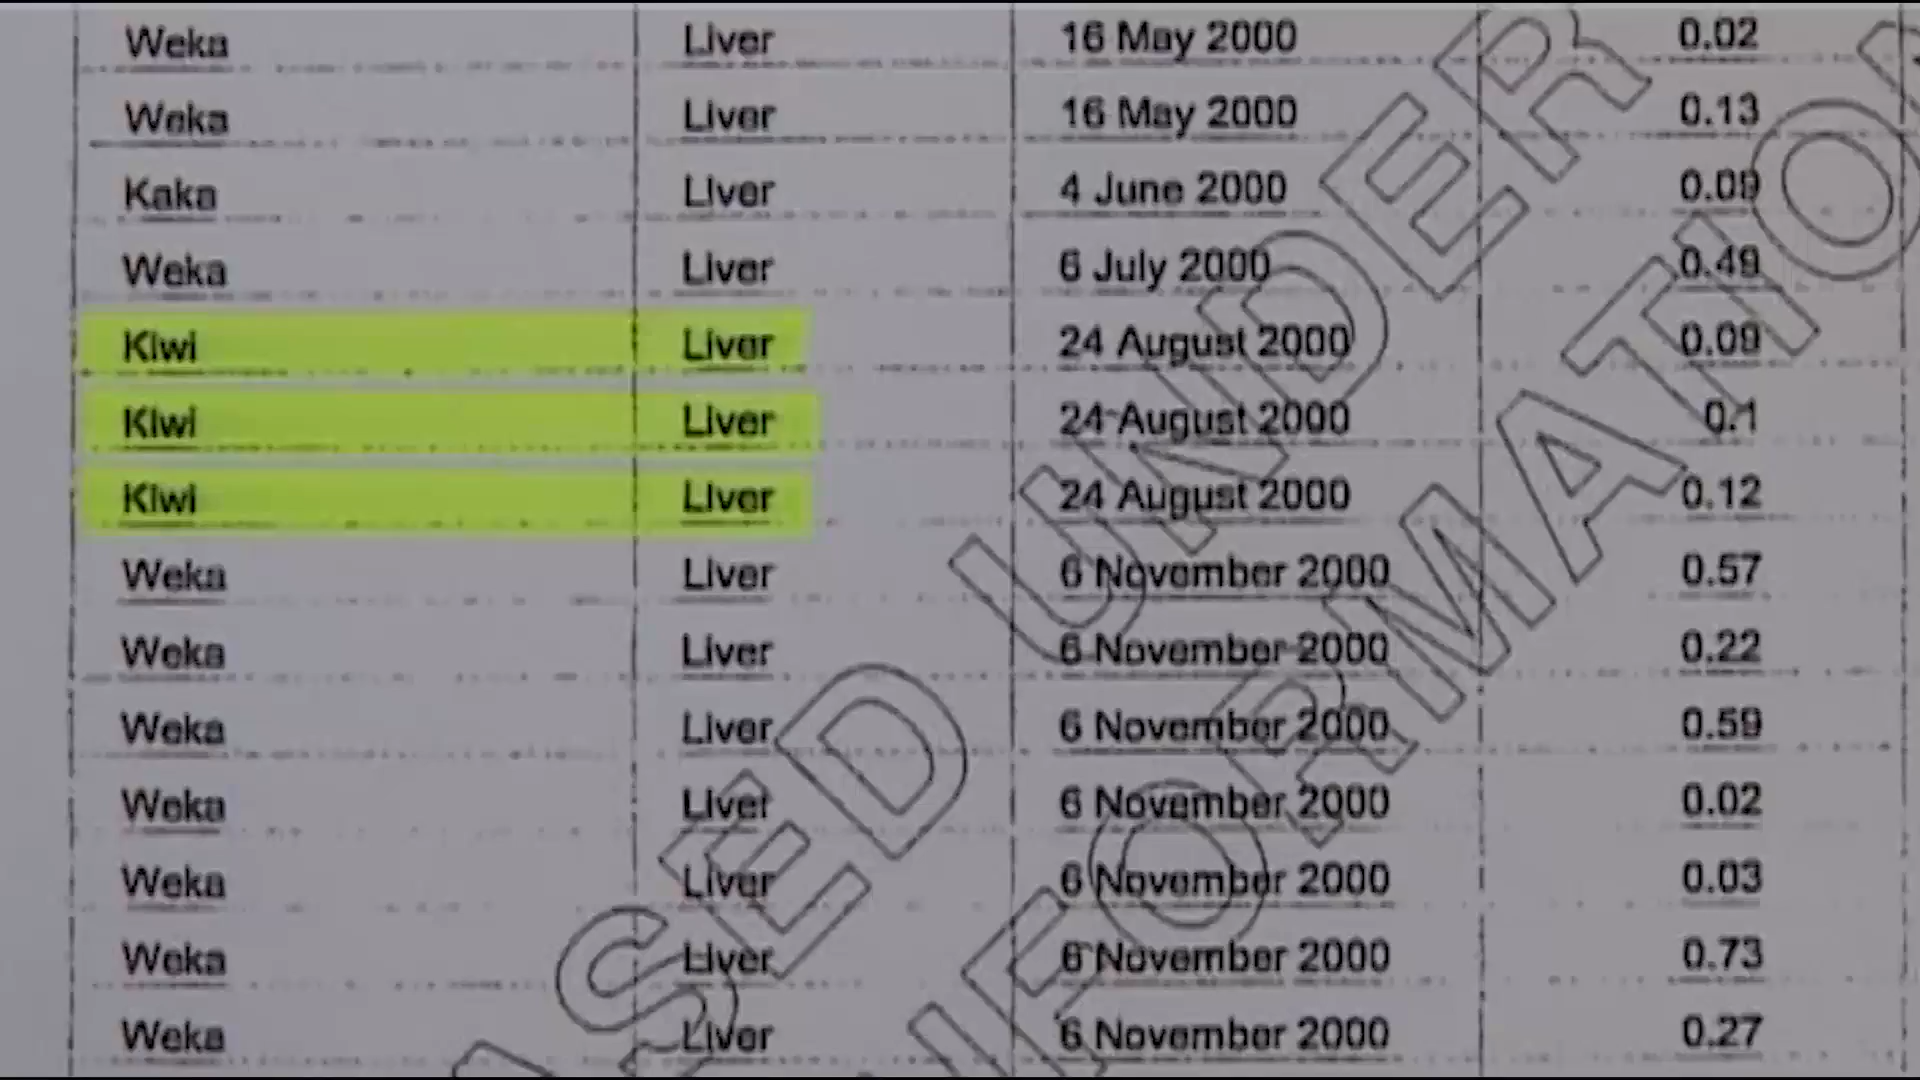 Weka Liver 16 May 2000 0.02
Weka Liver 16 May 2000 0.13
Kaka Liver 4 June 2000 0.09
Weka Liver 6 July 2000 0.49
Kiwi Liver 24 August 2000 0.09
Kiwi Liver 24 August 2000 0.1
Kiwi Liver 24 August 2000 0.12
Weka Liver 6 November 2000 0.57
Weka Liver 6 November 2000 0.22
Weka Liver 6 November 2000 0.59
Weka Liver 6 November 2000 0.02
Weka Liver 6 November 2000 0.03
Weka Liver 6 November 2000 0.73
Weka Liver 6 November 2000 0.27
ASED UNDER
NFORMATION